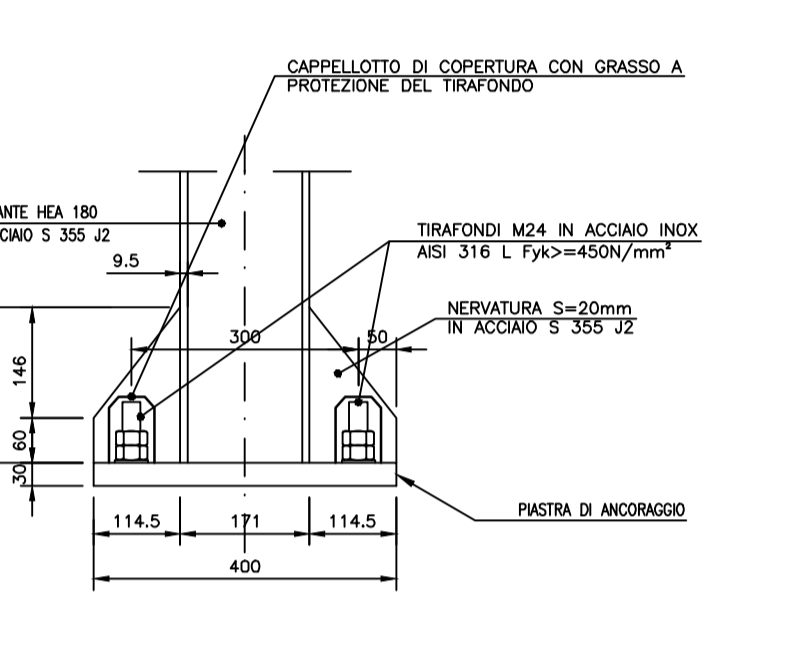 CAPPELLOTTO DI COPERTURA CON GRASSO A
PROTEZIONE DEL TIRAFONDO
ANTE HEA 180
CIAIO S 355 J2
9.5
TIRAFONDI M24 IN ACCIAIO INOX
AISI 316 L Fyk>=450N/mm²
NERVATURA S=20mm
IN ACCIAIO S 355 J2
300
50
146
60
30
PIASTRA DI ANCORAGGIO
114.5
171
114.5
400